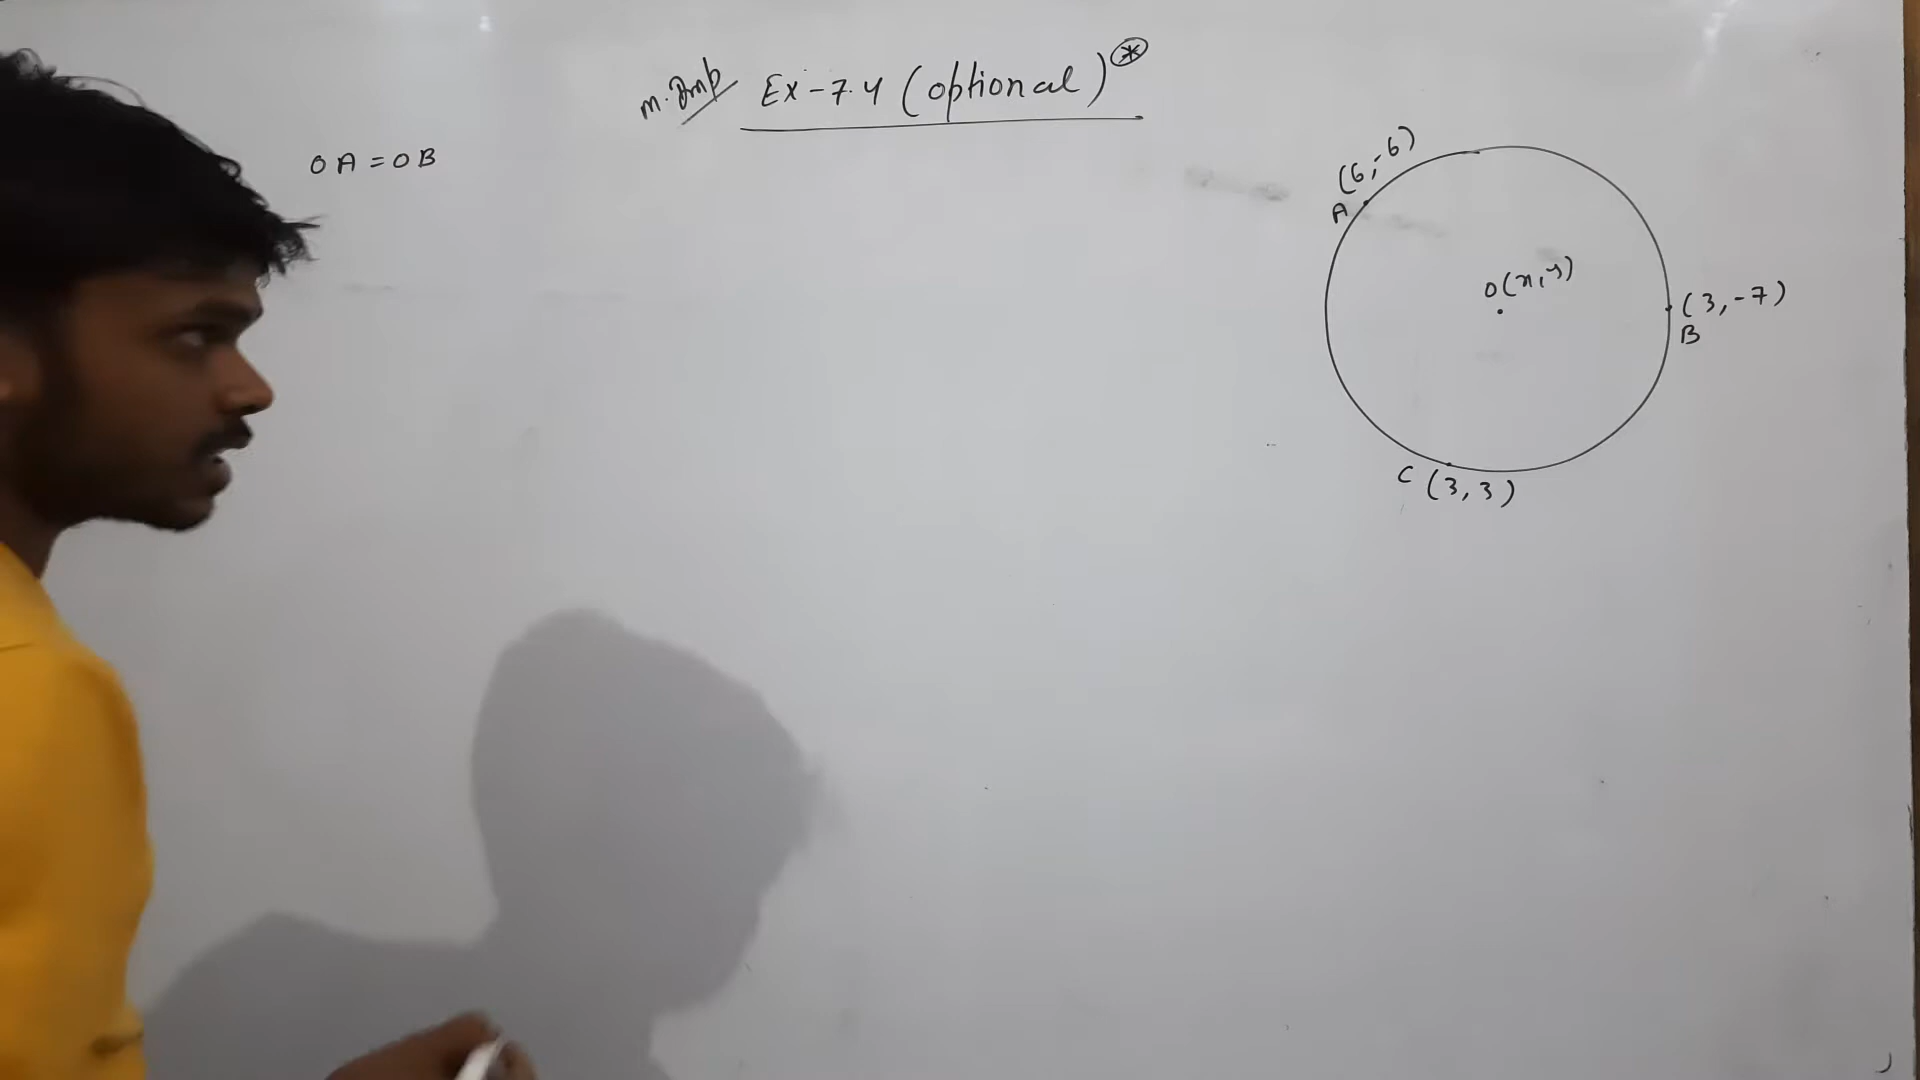 m. Imp Ex-7.4 (optional) *
OA = OB
(6, -6)
A
O(x, y)
(3, -7)
B
C (3, 3)